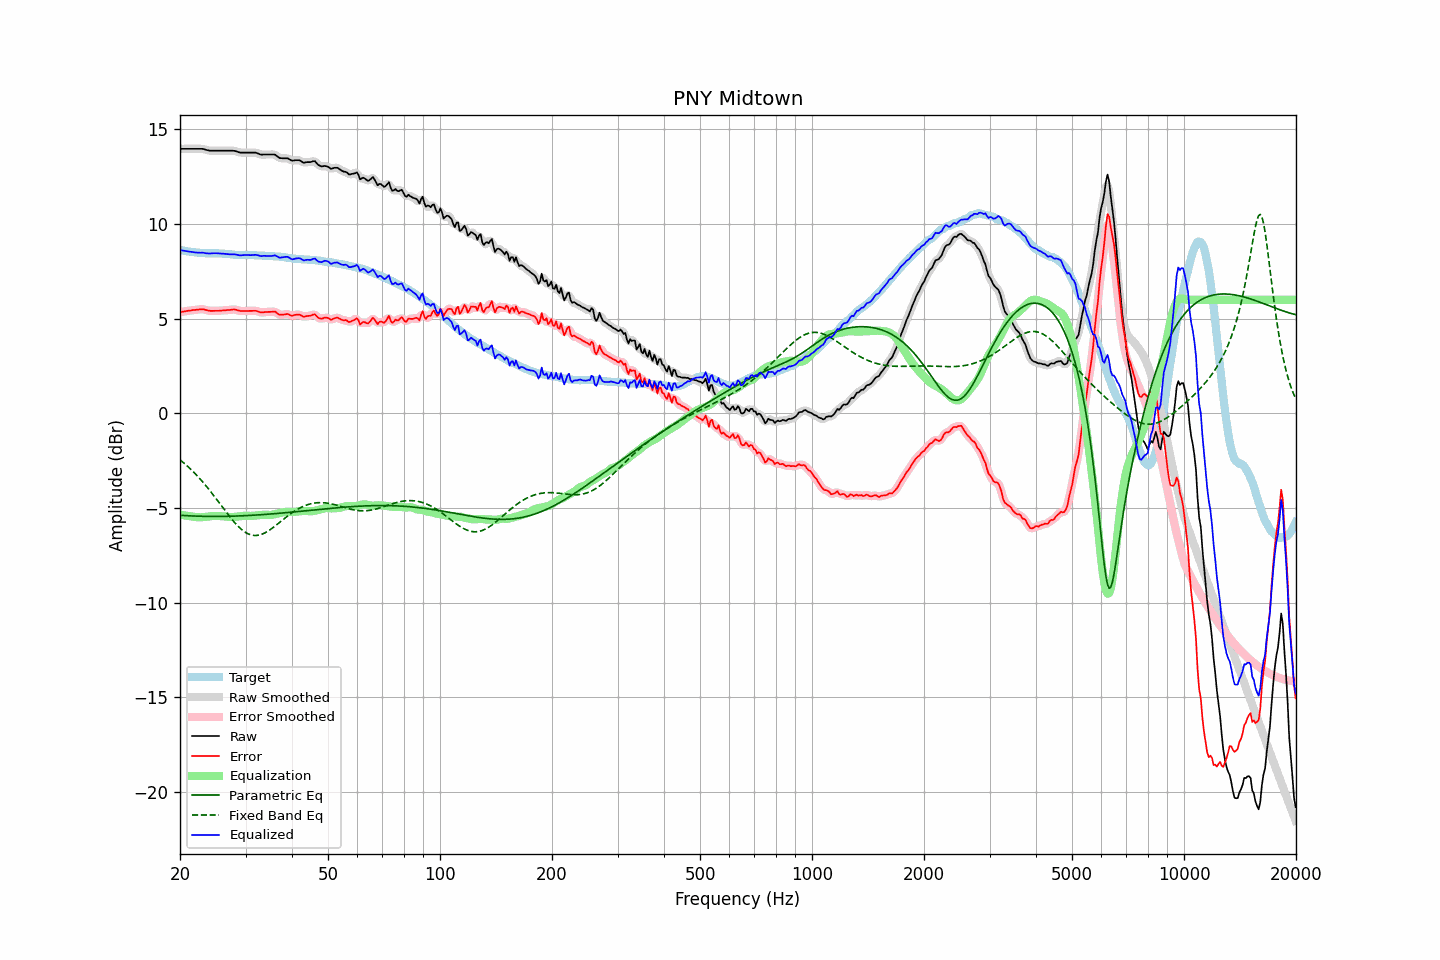 PNY Midtown
Amplitude (dBr)
15
10
5
0
−5
−10
−15
−20
Target
Raw Smoothed
Error Smoothed
Raw
Error
Equalization
Parametric Eq
Fixed Band Eq
Equalized
20 50 100 200 500 1000 2000 5000 10000 20000
Frequency (Hz)